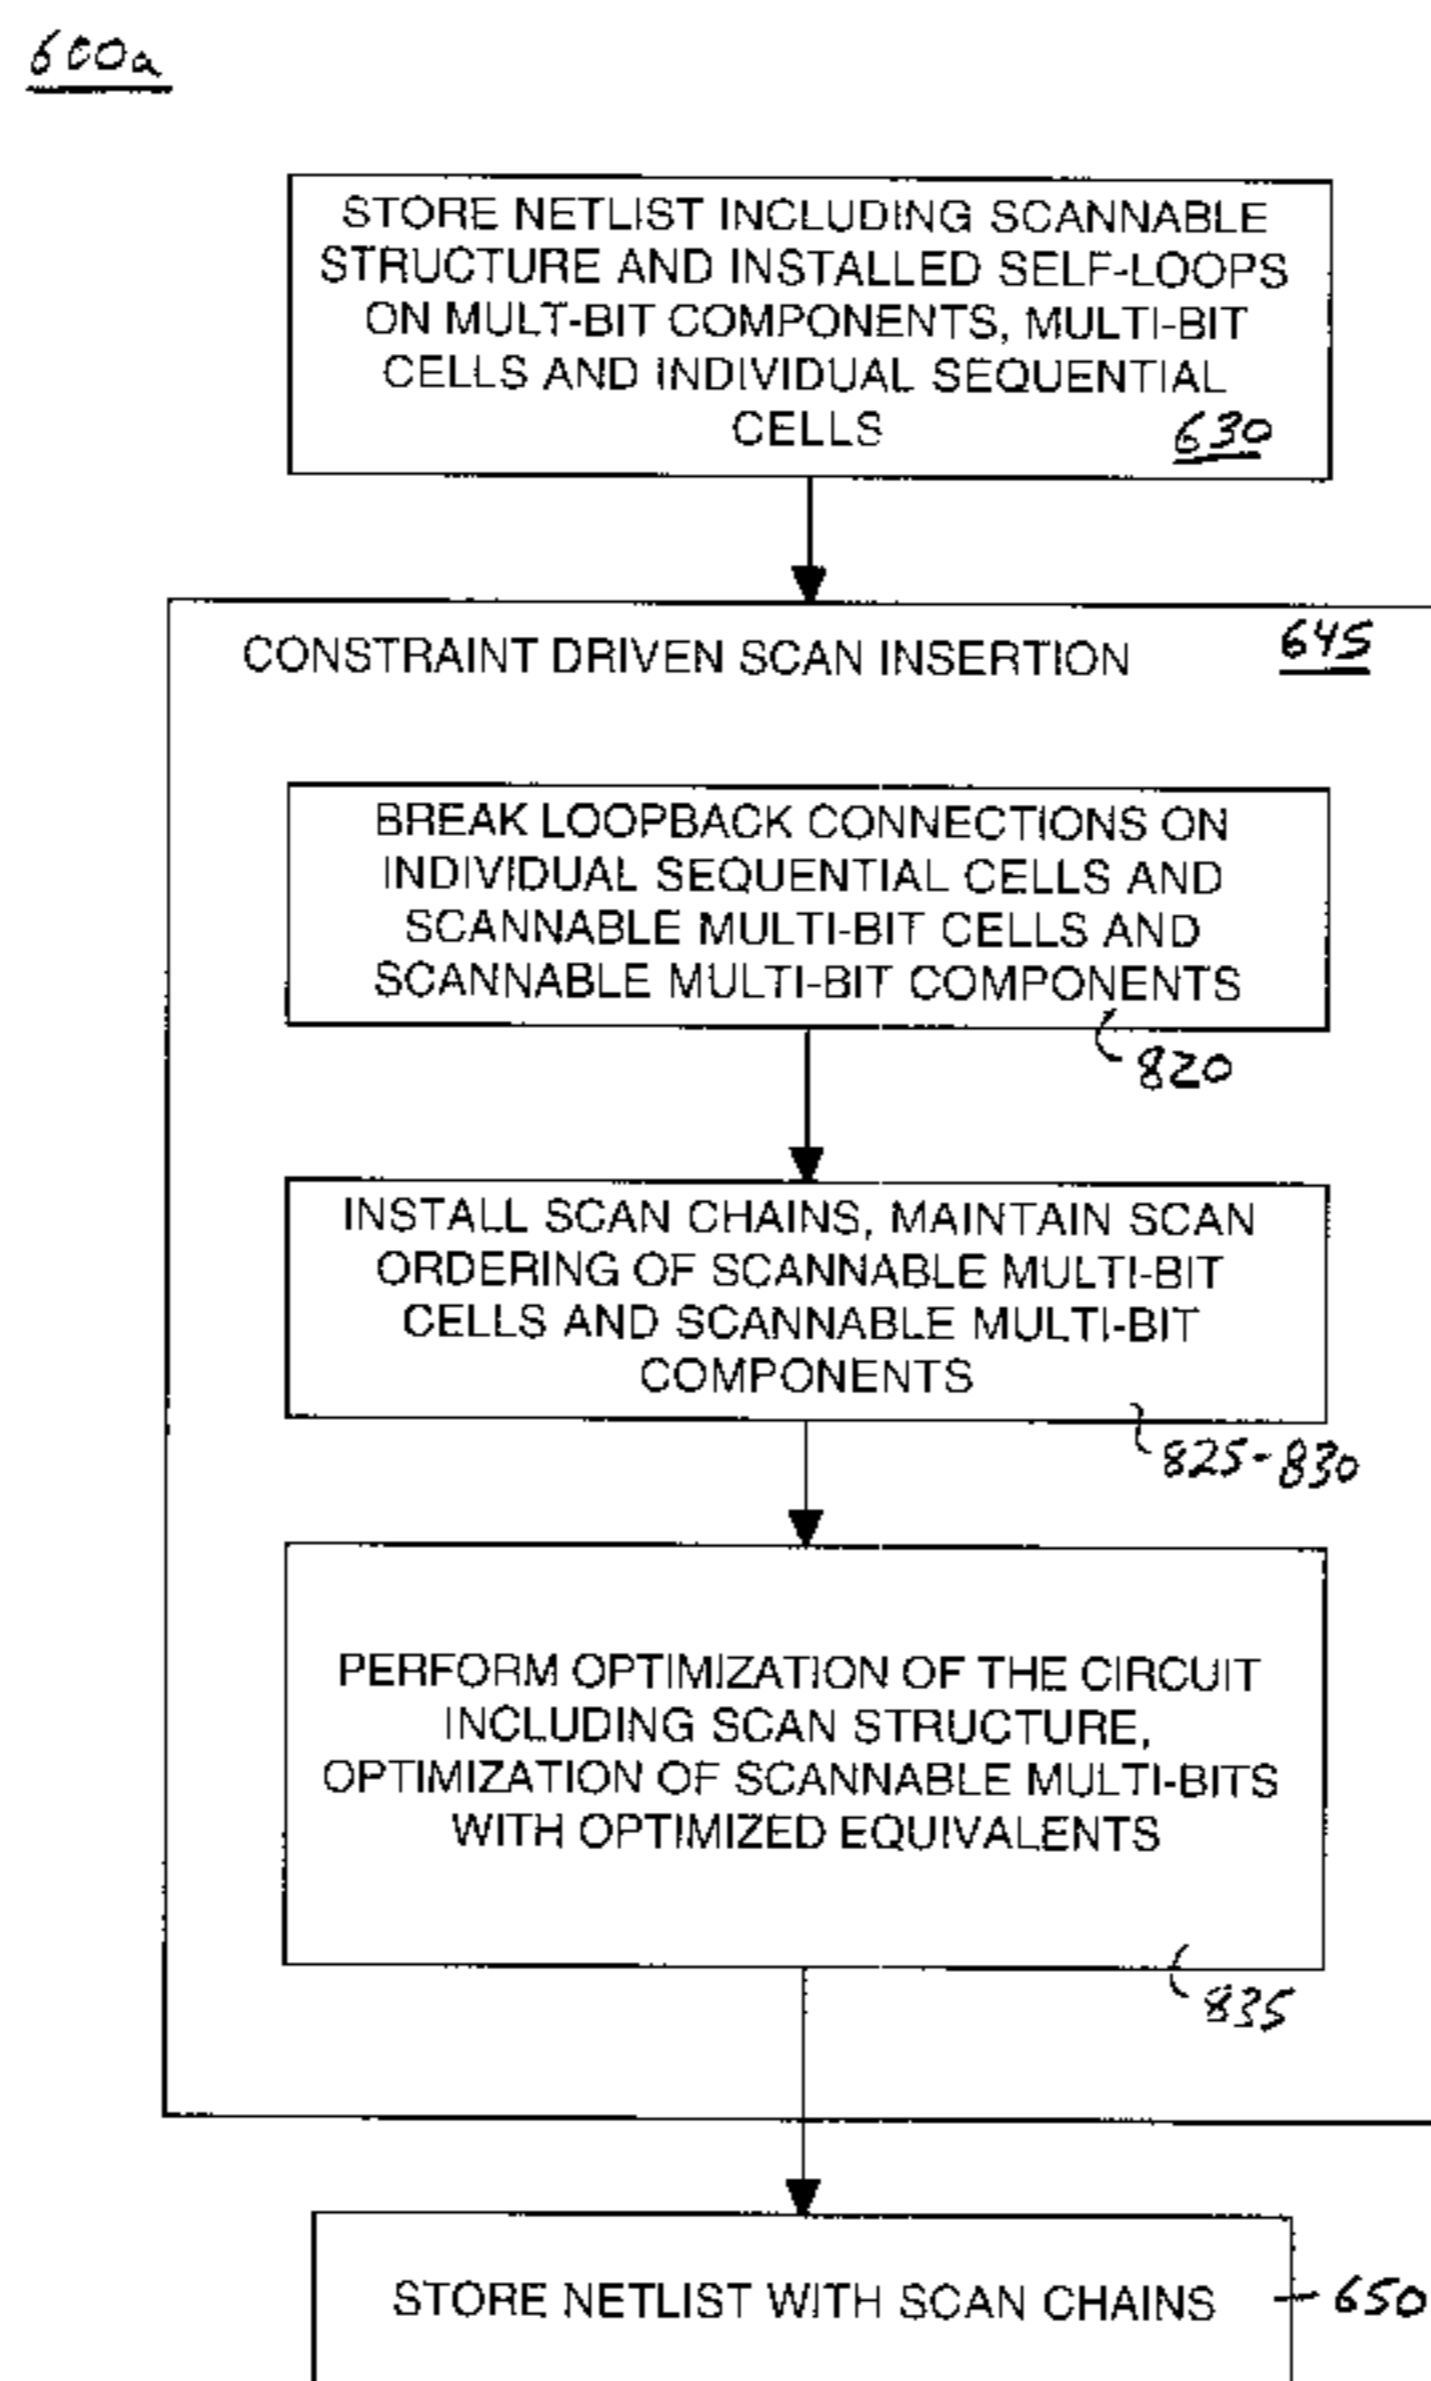 600a
STORE NETLIST INCLUDING SCANNABLE
STRUCTURE AND INSTALLED SELF-LOOPS
ON MULT-BIT COMPONENTS, MULTI-BIT
CELLS AND INDIVIDUAL SEQUENTIAL
CELLS 630
CONSTRAINT DRIVEN SCAN INSERTION 645
BREAK LOOPBACK CONNECTIONS ON
INDIVIDUAL SEQUENTIAL CELLS AND
SCANNABLE MULTI-BIT CELLS AND
SCANNABLE MULTI-BIT COMPONENTS
820
INSTALL SCAN CHAINS, MAINTAIN SCAN
ORDERING OF SCANNABLE MULTI-BIT
CELLS AND SCANNABLE MULTI-BIT
COMPONENTS
825-830
PERFORM OPTIMIZATION OF THE CIRCUIT
INCLUDING SCAN STRUCTURE,
OPTIMIZATION OF SCANNABLE MULTI-BITS
WITH OPTIMIZED EQUIVALENTS
835
STORE NETLIST WITH SCAN CHAINS 650